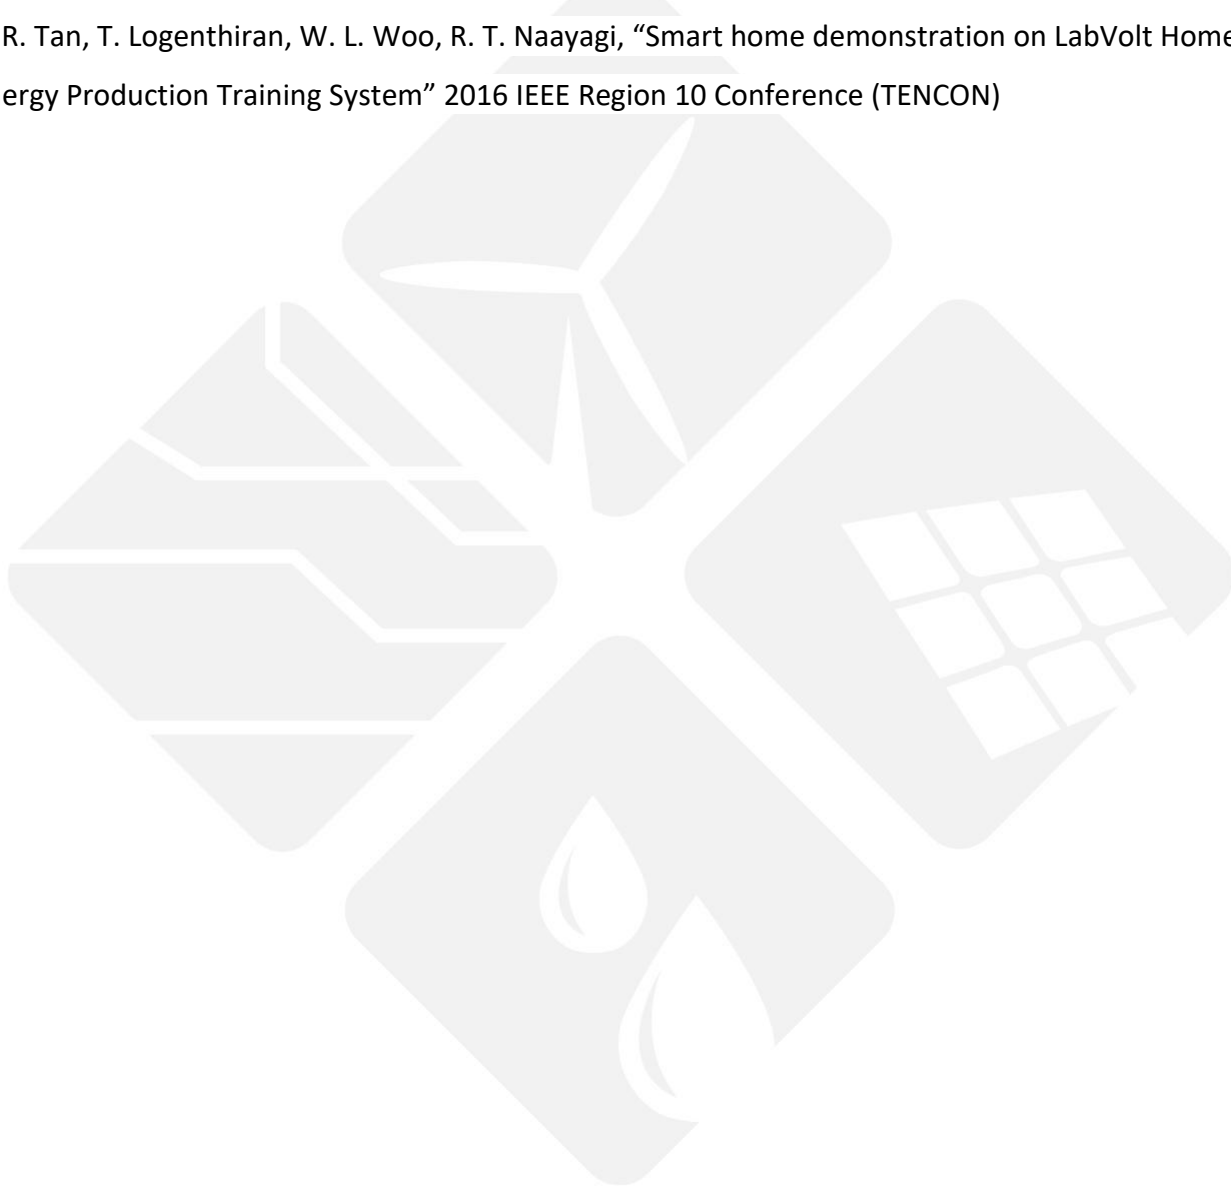 R. Tan, T. Logenthiran, W. L. Woo, R. T. Naayagi, “Smart home demonstration on LabVolt Home
ergy Production Training System” 2016 IEEE Region 10 Conference (TENCON)